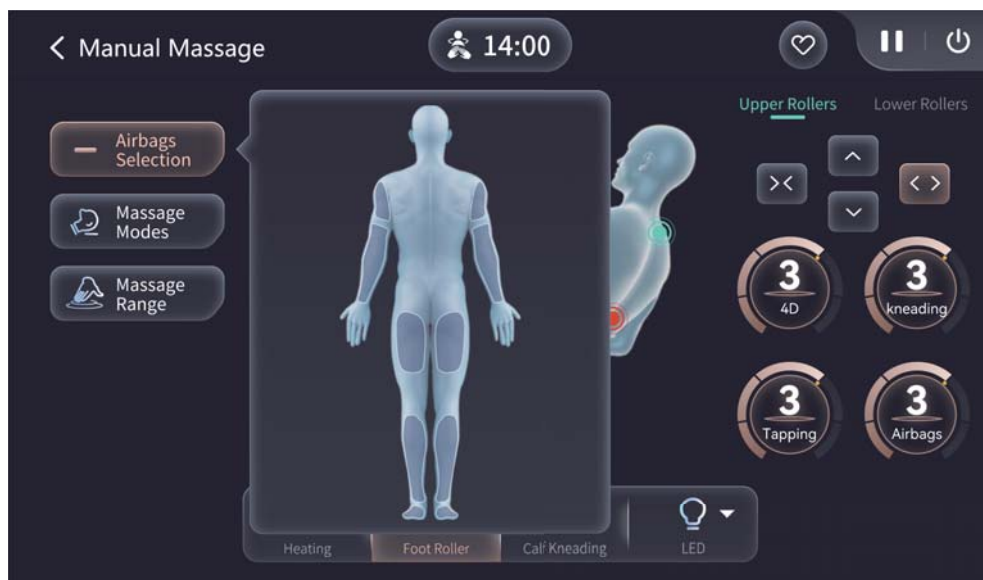 Manual Massage
14:00
Airbags
Selection
Massage
Modes
Massage
Range
Upper Rollers
Lower Rollers
3
4D
3
kneading
3
Tapping
3
Airbags
Heating
Foot Roller
Calf Kneading
LED